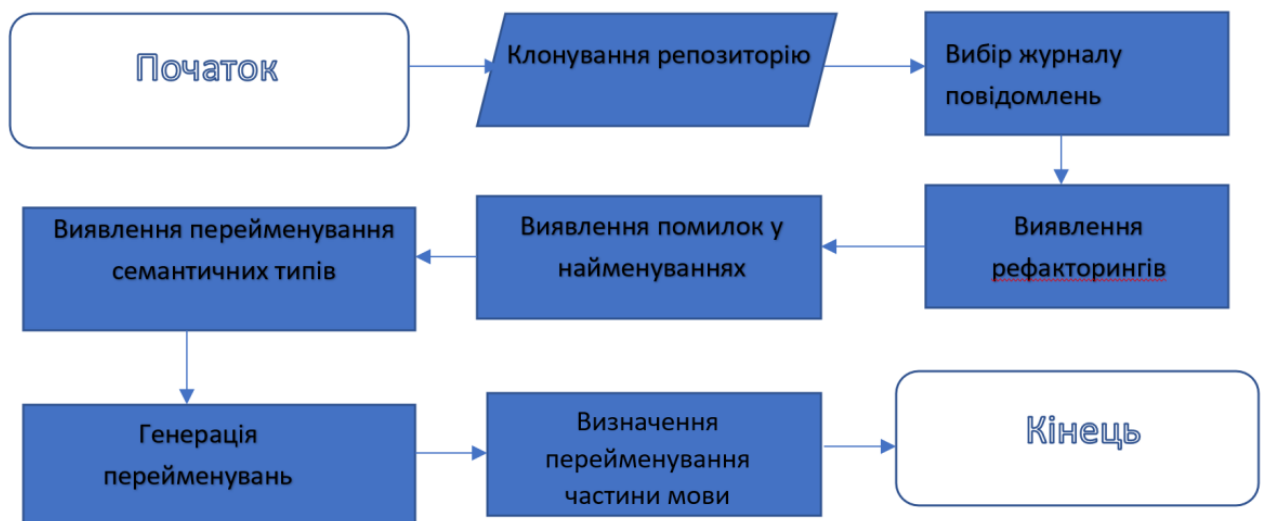 Початок
Клонування репозиторію
Вибір журналу
повідомлень
Виявлення
рефакторингів
Виявлення помилок у
найменуваннях
Виявлення перейменування
семантичних типів
Генерація
перейменувань
Визначення
перейменування
частини мови
Кінець